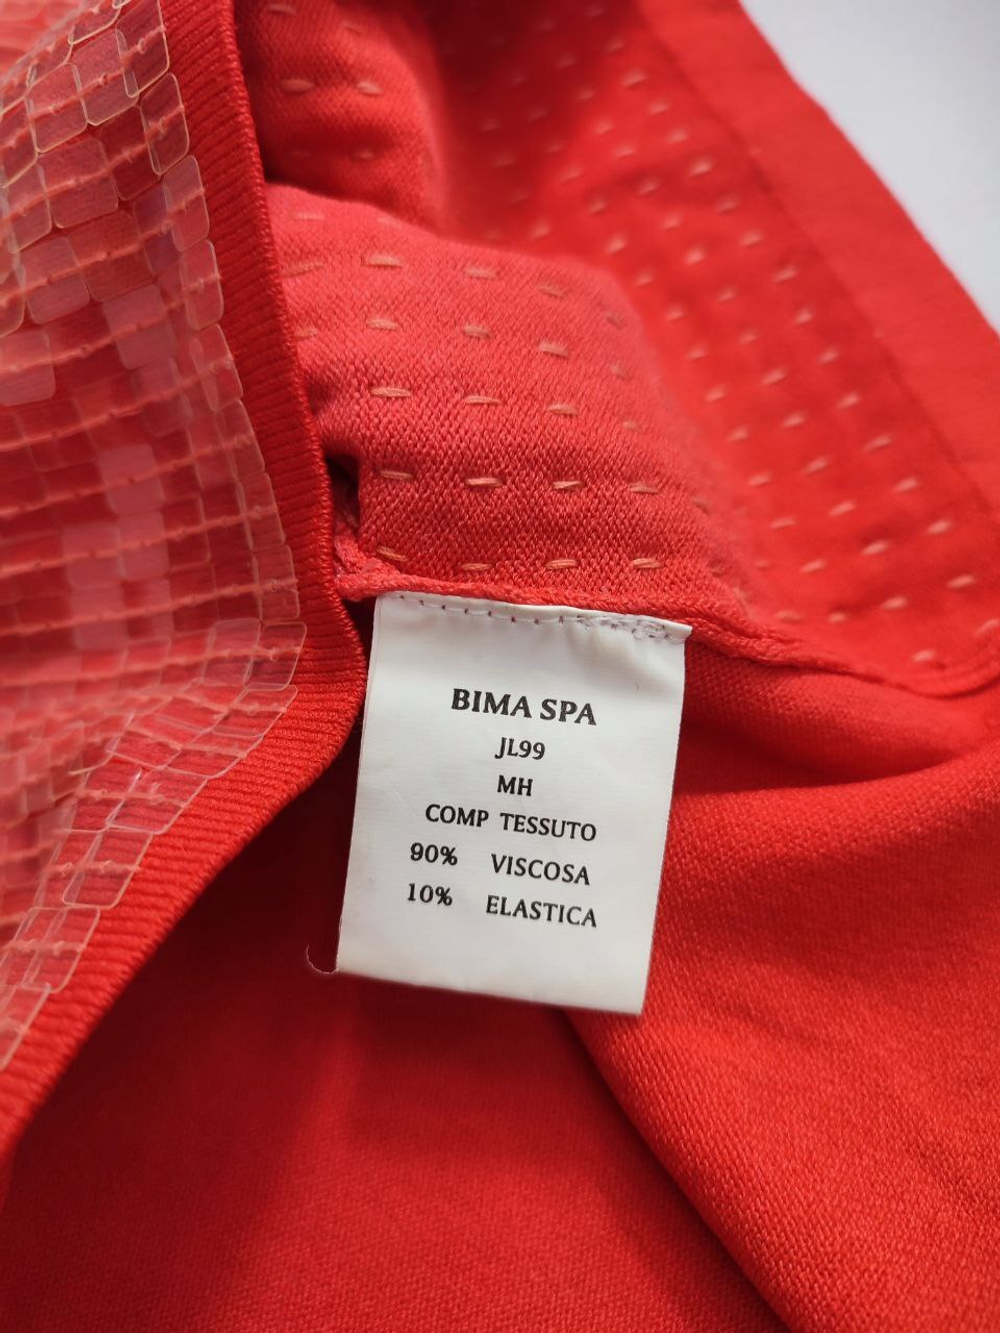 BIMA SPA
JL99
MH
COMP TESSUTO
90% VISCOSA
10% ELASTICA